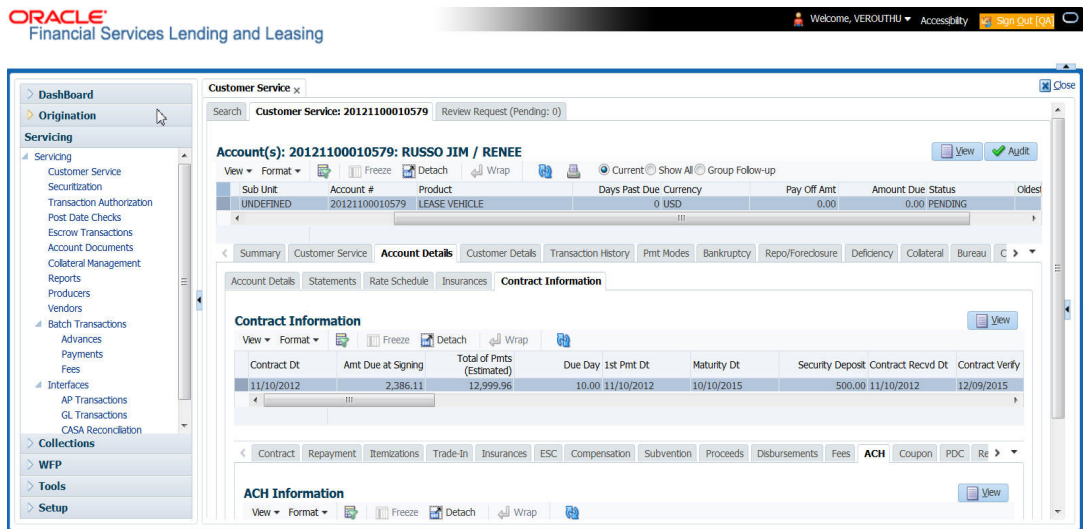 ORACLE
Financial Services Lending and Leasing
Welcome, VEROUTHU Accessibility Sign Out [QA]
Close
DashBoard
Origination
Servicing
Servicing
Customer Service
Securitization
Transaction Authorization
Post Date Checks
Escrow Transactions
Account Documents
Collateral Management
Reports
Producers
Vendors
Batch Transactions
Advances
Payments
Fees
Interfaces
AP Transactions
GL Transactions
CASA Reconciliation
Collections
WFP
Tools
Setup
Customer Service x
Search Customer Service: 20121100010579 Review Request (Pending: 0)
Account(s): 20121100010579: RUSSO JIM / RENEE View Audit
View Format Freeze Detach Wrap Current Show All Group Follow-up
Sub Unit Account # Product Days Past Due Currency Pay Off Amt Amount Due Status Oldest
UNDEFINED 20121100010579 LEASE VEHICLE 0 USD 0.00 0.00 PENDING
Summary Customer Service Account Details Customer Details Transaction History Pmt Modes Bankruptcy Repo/Foreclosure Deficiency Collateral Bureau C
Account Details Statements Rate Schedule Insurances Contract Information
Contract Information View
View Format Freeze Detach Wrap
Contract Dt Amt Due at Signing Total of Pmts (Estimated) Due Day 1st Pmt Dt Maturity Dt Security Deposit Contract Recvd Dt Contract Verify
11/10/2012 2,386.11 12,999.96 10.00 11/10/2012 10/10/2015 500.00 11/10/2012 12/09/2015
Contract Repayment Itemizations Trade-In Insurances ESC Compensation Subvention Proceeds Disbursements Fees ACH Coupon PDC Re
ACH Information View
View Format Freeze Detach Wrap